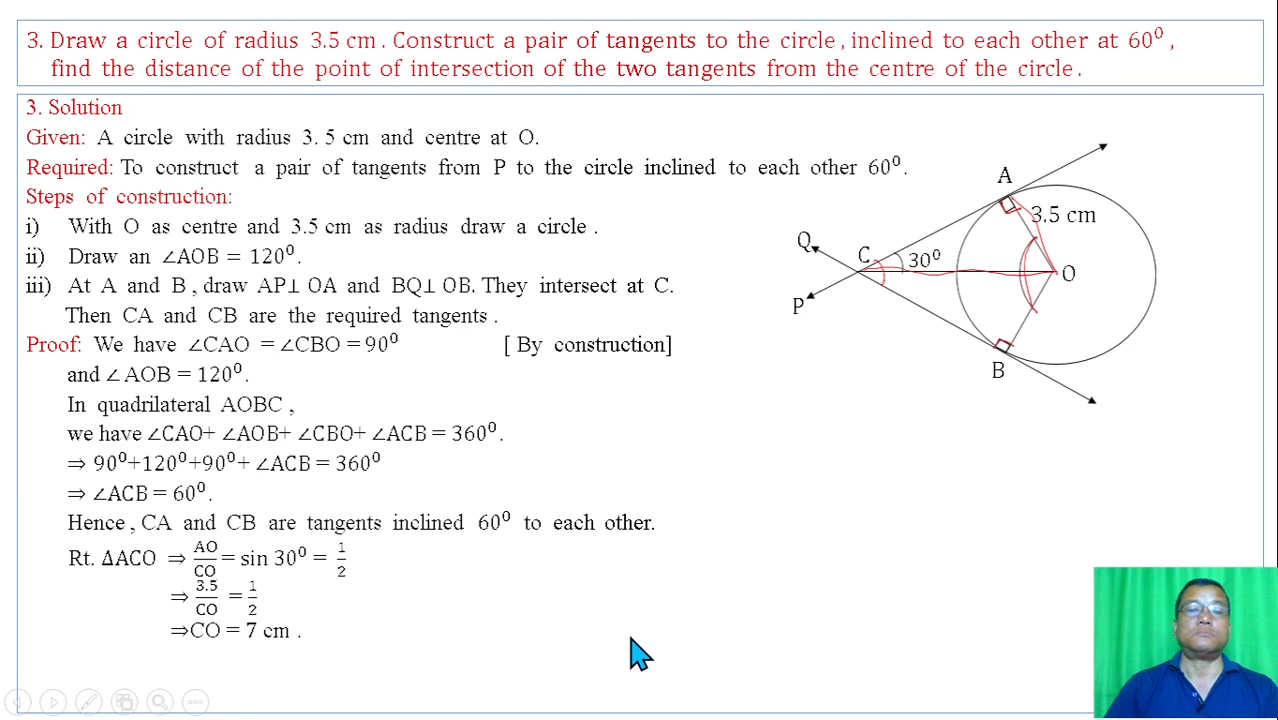 3. Draw a circle of radius 3.5 cm. Construct a pair of tangents to the circle, inclined to each other at 60⁰,
find the distance of the point of intersection of the two tangents from the centre of the circle.
3. Solution
Given: A circle with radius 3. 5 cm and centre at O.
Required: To construct a pair of tangents from P to the circle inclined to each other 60⁰.
Steps of construction:
i) With O as centre and 3.5 cm as radius draw a circle .
ii) Draw an ∠AOB = 120⁰.
iii) At A and B, draw AP⊥ OA and BQ⊥ OB. They intersect at C.
Then CA and CB are the required tangents .
Proof: We have ∠CAO = ∠CBO = 90⁰ [ By construction]
and ∠ AOB = 120⁰.
In quadrilateral AOBC ,
we have ∠CAO+ ∠AOB+ ∠CBO+ ∠ACB = 360⁰.
⇒ 90⁰+120⁰+90⁰+ ∠ACB = 360⁰
⇒ ∠ACB = 60⁰.
Hence , CA and CB are tangents inclined 60⁰ to each other.
Rt. ΔACO ⇒ AO/CO = sin 30⁰ = 1/2
⇒ 3.5/CO = 1/2
⇒CO = 7 cm .
A
3.5 cm
Q
C
30⁰
O
P
B